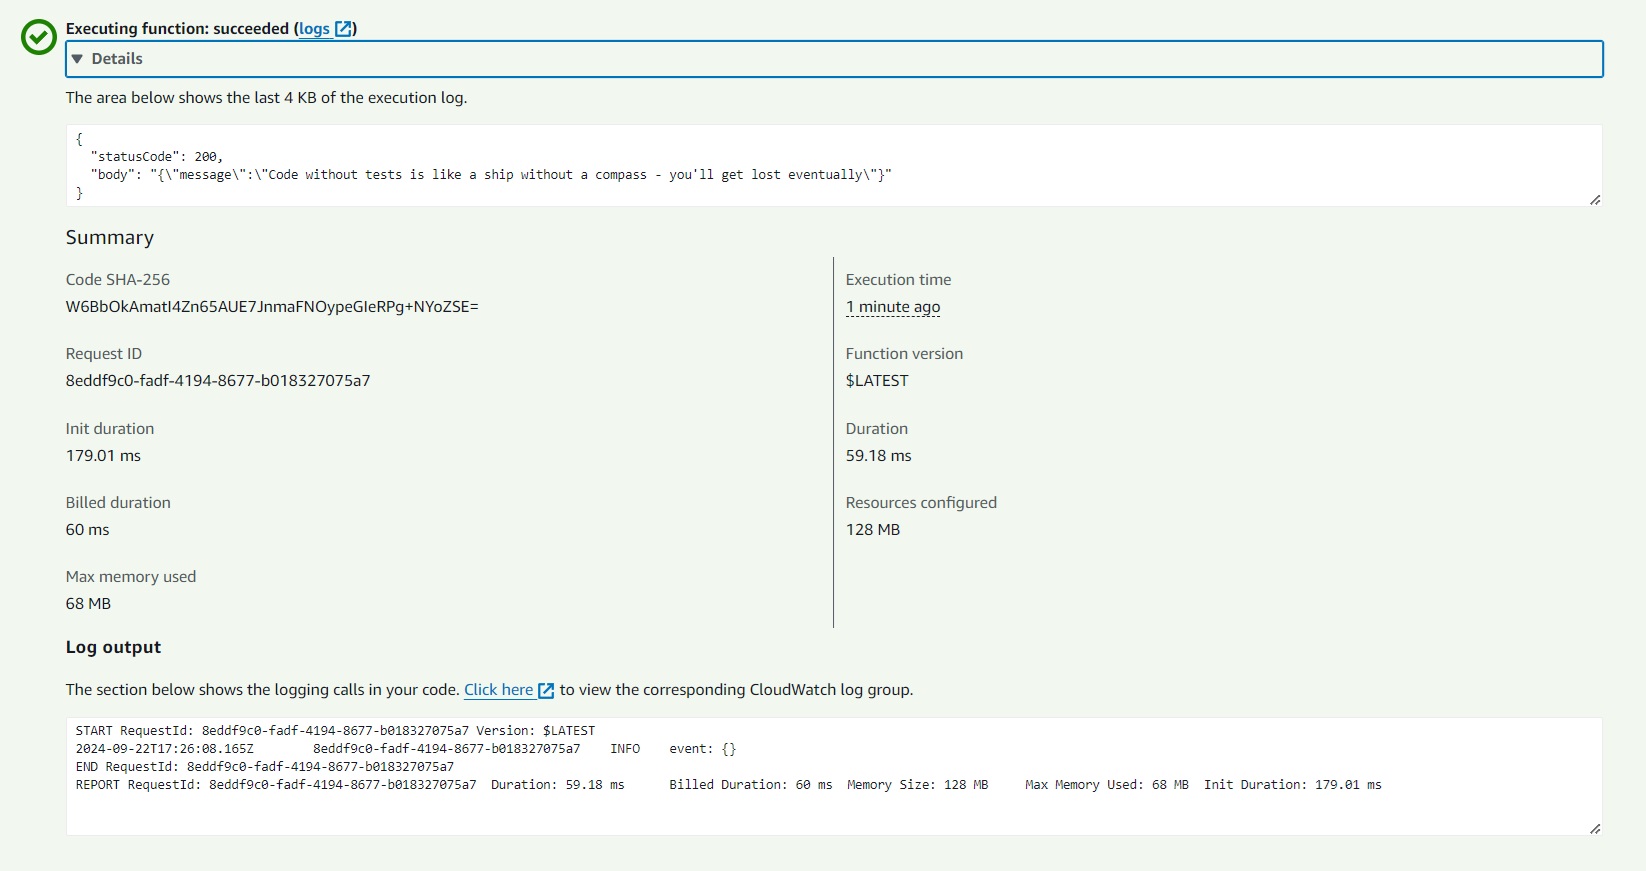 Executing function: succeeded (logs)
Details
The area below shows the last 4 KB of the execution log.
{
  "statusCode": 200,
  "body": "{\"message\":\"Code without tests is like a ship without a compass - you'll get lost eventually\"}"
}
Summary
Code SHA-256
W6BbOkAmatI4Zn65AUE7JnmaFNOypeGIeRPg+NYoZSE=
Execution time
1 minute ago
Request ID
8eddf9c0-fadf-4194-8677-b018327075a7
Function version
$LATEST
Init duration
179.01 ms
Duration
59.18 ms
Billed duration
60 ms
Resources configured
128 MB
Max memory used
68 MB
Log output
The section below shows the logging calls in your code. Click here to view the corresponding CloudWatch log group.
START RequestId: 8eddf9c0-fadf-4194-8677-b018327075a7 Version: $LATEST
2024-09-22T17:26:08.165Z	8eddf9c0-fadf-4194-8677-b018327075a7	INFO	event: {}
END RequestId: 8eddf9c0-fadf-4194-8677-b018327075a7
REPORT RequestId: 8eddf9c0-fadf-4194-8677-b018327075a7	Duration: 59.18 ms	Billed Duration: 60 ms	Memory Size: 128 MB	Max Memory Used: 68 MB	Init Duration: 179.01 ms